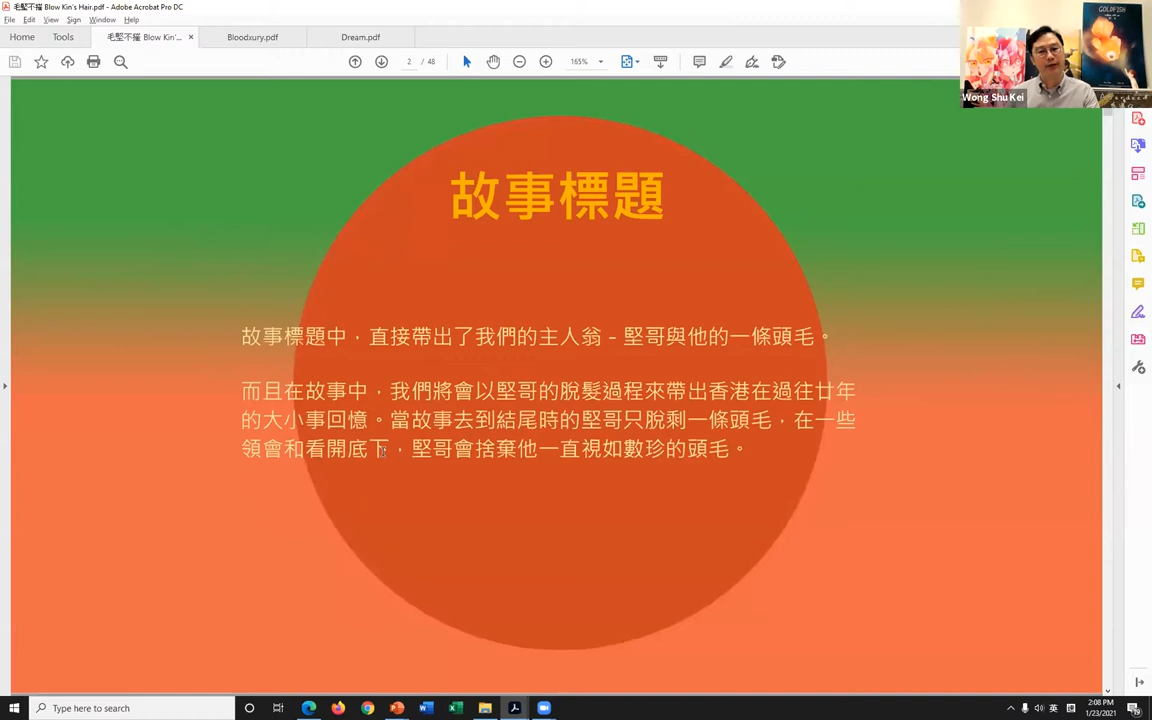 毛堅不摧 Blow Kin's Hair.pdf - Adobe Acrobat Pro DC
File Edit View Sign Window Help
Home Tools 毛堅不摧 Blow Kin'... × Bloodxury.pdf Dream.pdf
2 / 48 165%
GOLDFISH
Wong Shu Kei
故事標題
故事標題中，直接帶出了我們的主人翁 - 堅哥與他的一條頭毛。
而且在故事中，我們將會以堅哥的脫髮過程來帶出香港在過往廿年
的大小事回憶。當故事去到結尾時的堅哥只脫剩一條頭毛，在一些
領會和看開底下，堅哥會捨棄他一直視如數珍的頭毛。
Type here to search
英
2:08 PM
1/23/2021